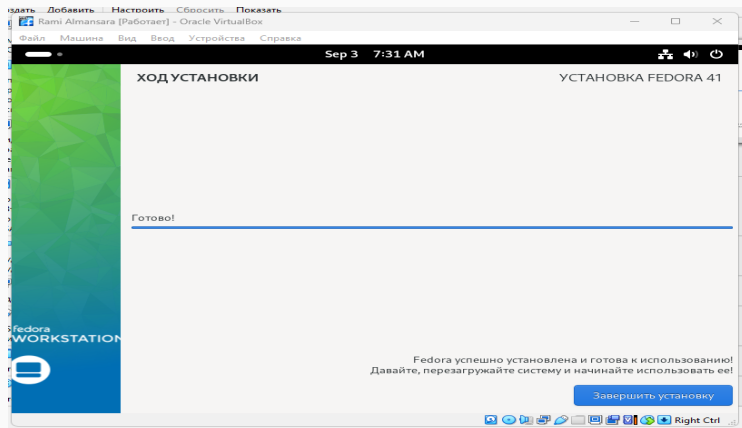 здать Добавить Настроить Сбросить Показать
Rami Almansara [Работает] - Oracle VirtualBox
Файл Машина Вид Ввод Устройства Справка
Sep 3 7:31 AM
ХОД УСТАНОВКИ
УСТАНОВКА FEDORA 41
Готово!
fedora
WORKSTATION
Fedora успешно установлена и готова к использованию!
Давайте, перезагружайте систему и начинайте использовать ее!
Завершить установку
Right Ctrl